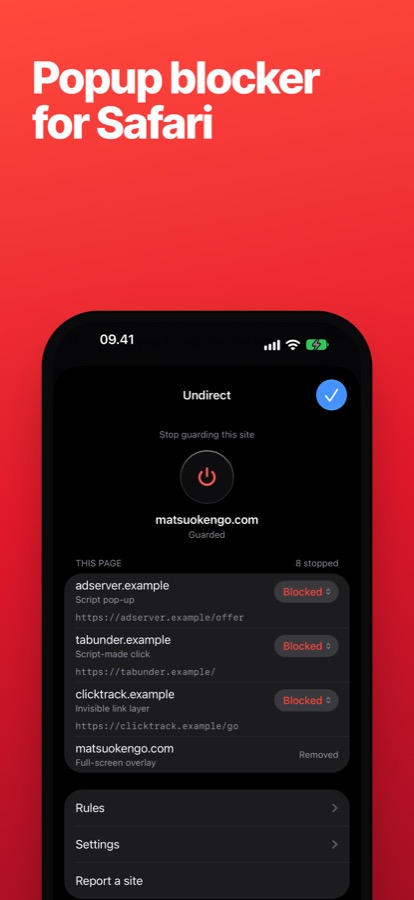 Popup blocker
for Safari
09.41
Undirect
Stop guarding this site
matsuokengo.com
Guarded
THIS PAGE 8 stopped
adserver.example
Script pop-up
Blocked
https://adserver.example/offer
tabunder.example
Script-made click
Blocked
https://tabunder.example/
clicktrack.example
Invisible link layer
Blocked
https://clicktrack.example/go
matsuokengo.com
Full-screen overlay
Removed
Rules
Settings
Report a site